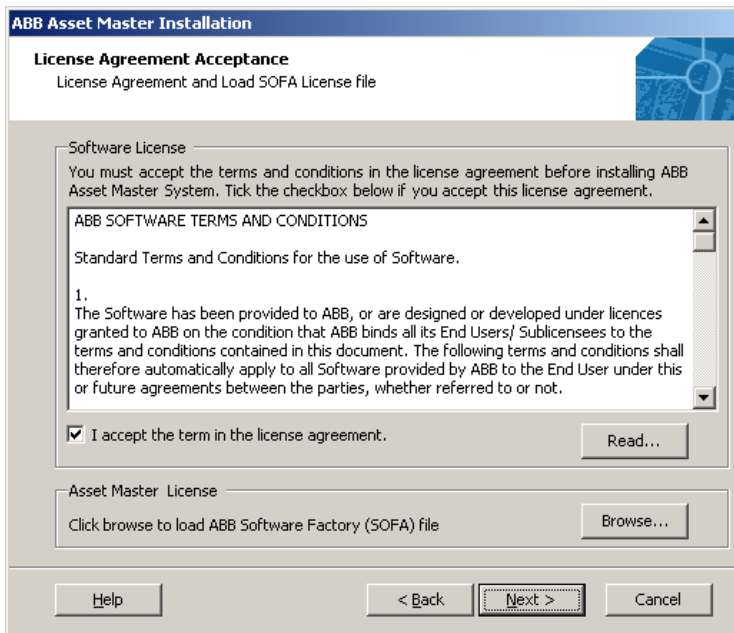 ABB Asset Master Installation
License Agreement Acceptance
License Agreement and Load SOFA License file
Software License
You must accept the terms and conditions in the license agreement before installing ABB
Asset Master System. Tick the checkbox below if you accept this license agreement.
ABB SOFTWARE TERMS AND CONDITIONS
Standard Terms and Conditions for the use of Software.
1.
The Software has been provided to ABB, or are designed or developed under licences
granted to ABB on the condition that ABB binds all its End Users/ Sublicensees to the
terms and conditions contained in this document. The following terms and conditions shall
therefore automatically apply to all Software provided by ABB to the End User under this
or future agreements between the parties, whether referred to or not.
I accept the term in the license agreement.
Read...
Asset Master License
Click browse to load ABB Software Factory (SOFA) file
Browse...
Help
< Back
Next >
Cancel